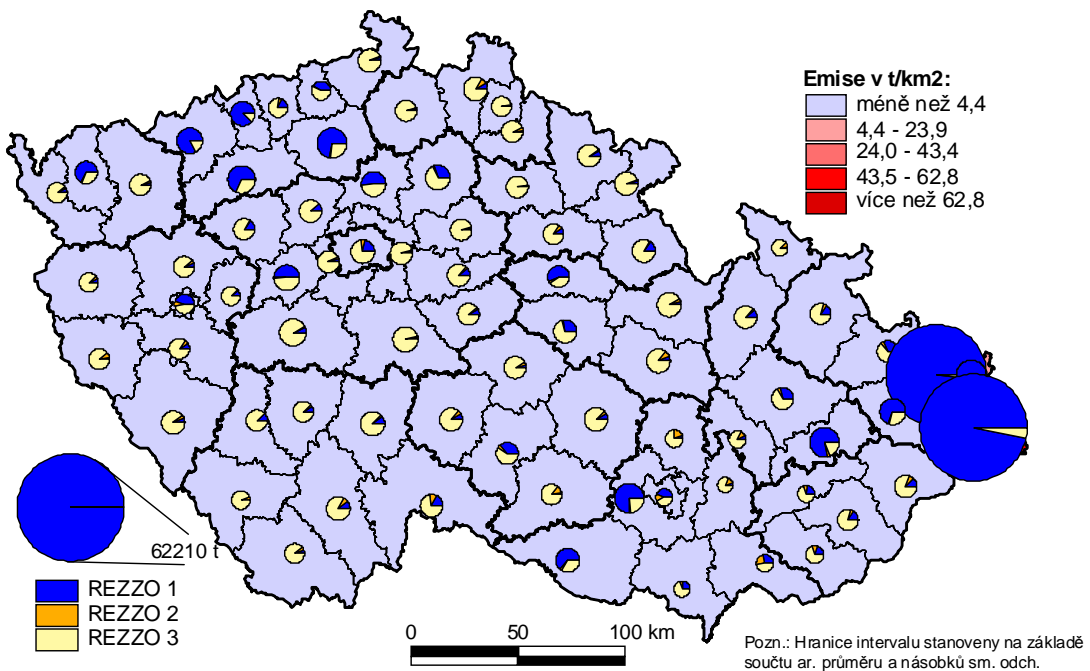 Emise v t/km2:
méně než 4,4
4,4 - 23,9
24,0 - 43,4
43,5 - 62,8
více než 62,8
62210 t
REZZO 1
REZZO 2
REZZO 3
0 50 100 km
Pozn.: Hranice intervalu stanoveny na základě
součtu ar. průměru a násobků sm. odch.